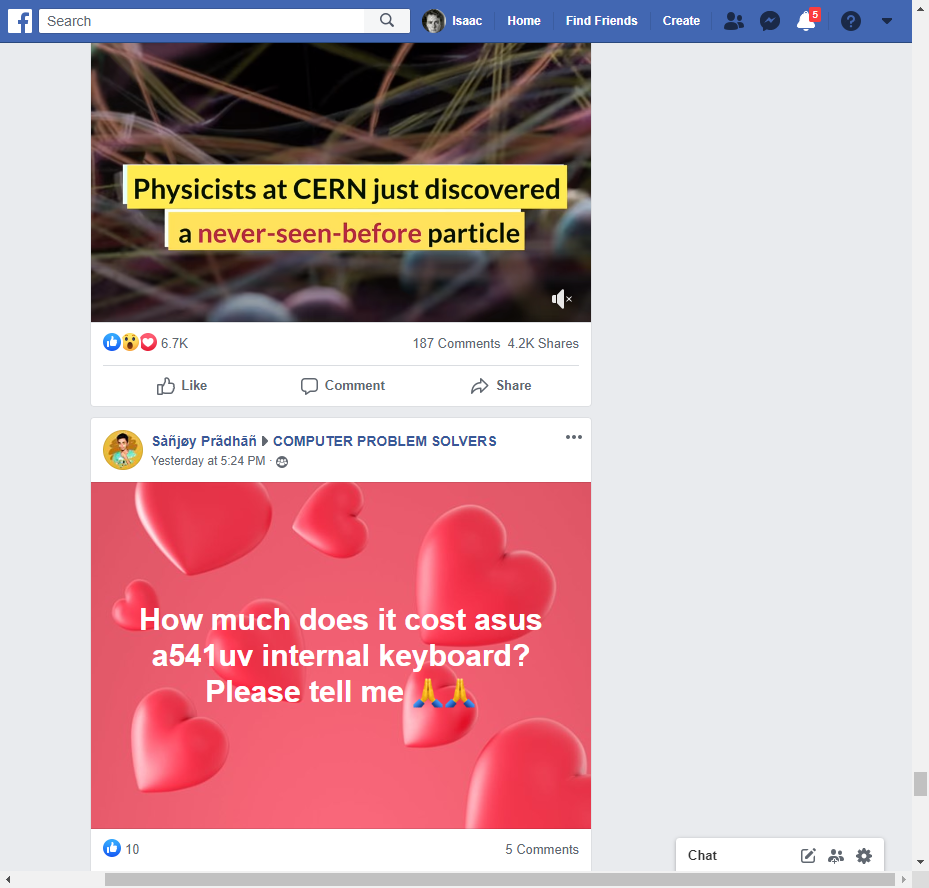 Search
Isaac
Home
Find Friends
Create
5
Physicists at CERN just discovered
a never-seen-before particle
6.7K
187 Comments 4.2K Shares
Like
Comment
Share
Sàñjøy Prãdhãñ COMPUTER PROBLEM SOLVERS
Yesterday at 5:24 PM ·
How much does it cost asus
a541uv internal keyboard?
Please tell me 🙏🙏
10
5 Comments
Chat